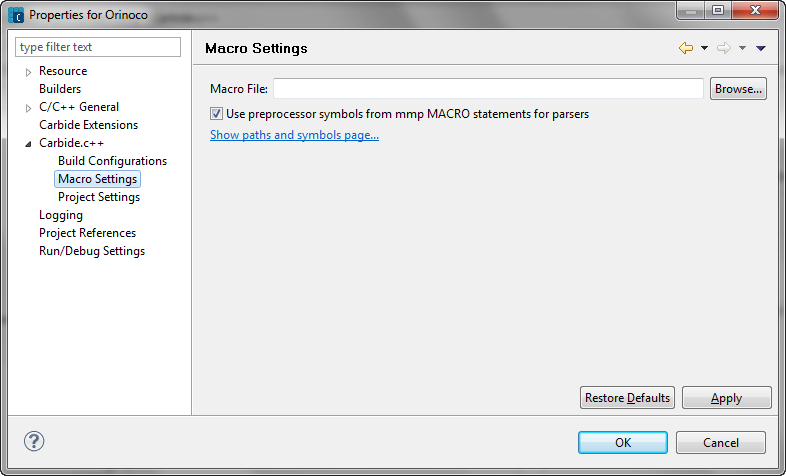 Properties for Orinoco
type filter text
Resource
Builders
C/C++ General
Carbide Extensions
Carbide.c++
Build Configurations
Macro Settings
Project Settings
Logging
Project References
Run/Debug Settings
Macro Settings
Macro File:
Browse...
Use preprocessor symbols from mmp MACRO statements for parsers
Show paths and symbols page...
Restore Defaults
Apply
OK
Cancel